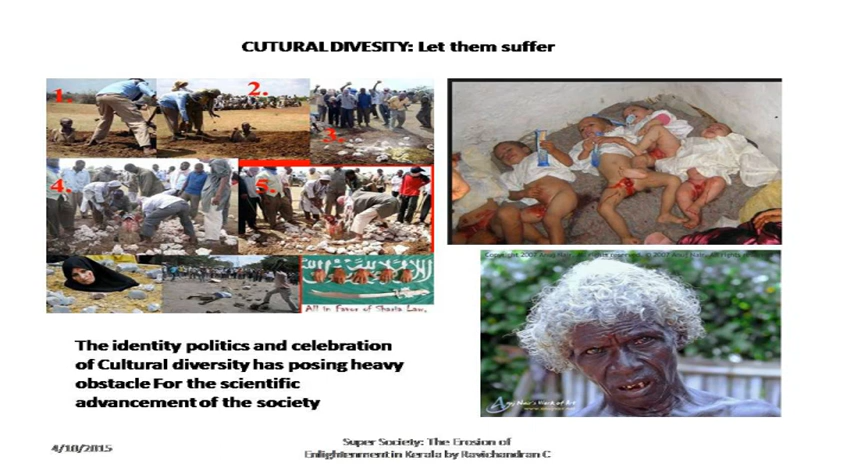 CUTURAL DIVESITY: Let them suffer
1.
2.
3.
4.
5.
All in Favor of Sharia Law.
The identity politics and celebration
of Cultural diversity has posing heavy
obstacle For the scientific
advancement of the society
4/18/2015
Super Society: The Erosion of
Enlightenment in Kerala by Ravichandran C